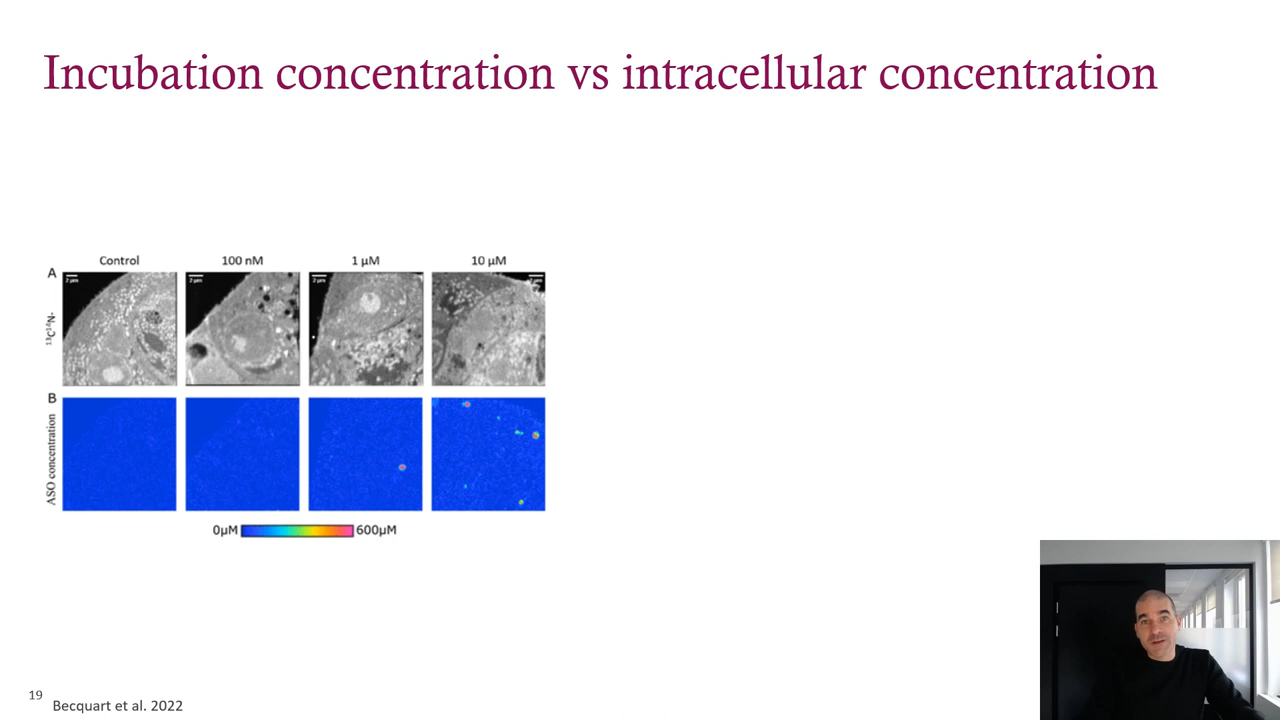 Incubation concentration vs intracellular concentration
Control 100 nM 1 µM 10 µM
A
2 µm 2 µm 2 µm 2 µm
¹³C¹⁴N-
B
ASO concentration
0µM 600µM
19
Becquart et al. 2022